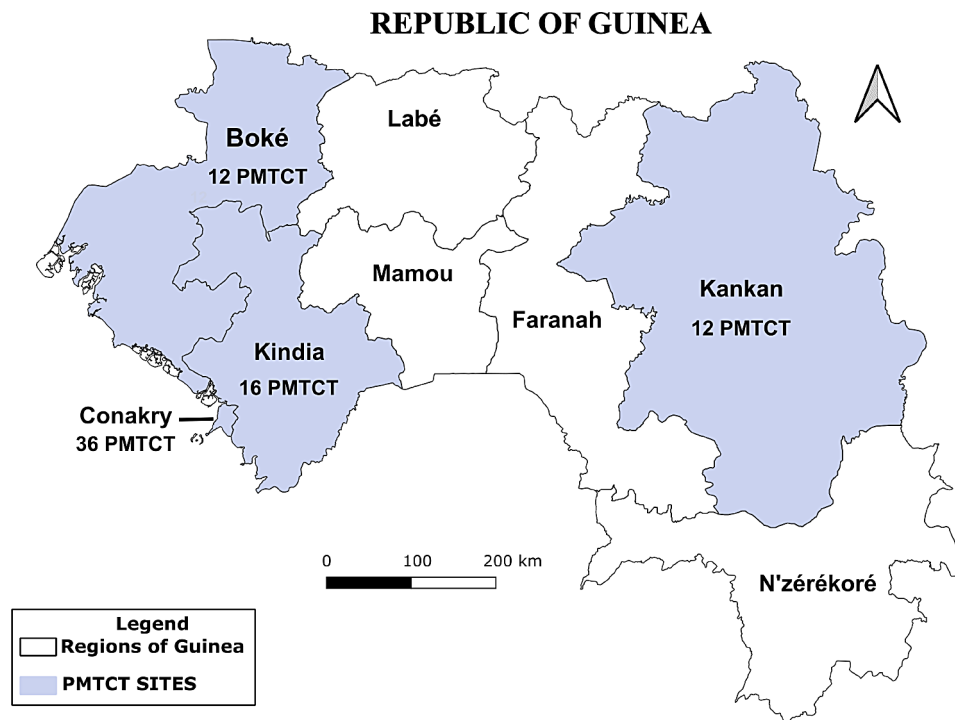 REPUBLIC OF GUINEA
Labé
Boké
12 PMTCT
Mamou
Kankan
12 PMTCT
Faranah
Kindia
16 PMTCT
Conakry
36 PMTCT
0 100 200 km
N'zérékoré
Legend
Regions of Guinea
PMTCT SITES